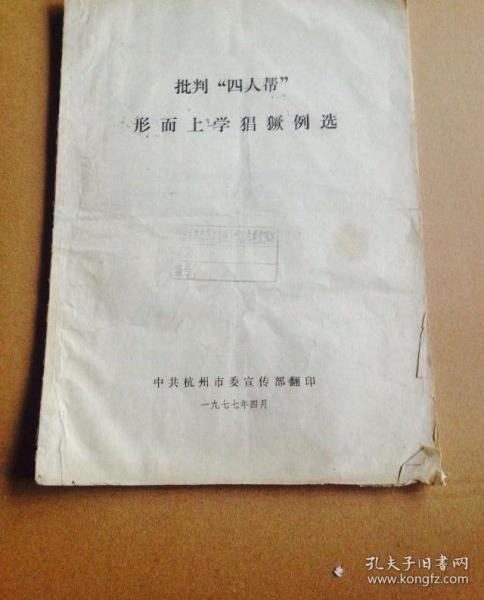 批判“四人帮”
形而上学猖獗例选
编号
中共杭州市委宣传部翻印
一九七七年四月
孔夫子旧书网
www.kongfz.com